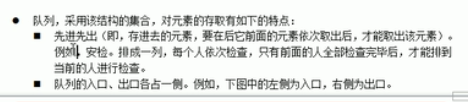 ● 队列，采用该结构的集合，对元素的存取有如下的特点：
■ 先进先出（即，存进去的元素，要在后它前面的元素依次取出后，才能取出该元素）。
例如，安检。排成一列，每个人依次检查，只有前面的人全部检查完毕后，才能排到
当前的人进行检查。
■ 队列的入口、出口各占一侧。例如，下图中的左侧为入口，右侧为出口。